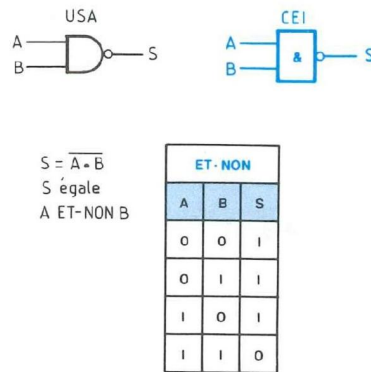 USA
A
B
S
CEI
A
B
&
S
S = \overline{A • B}
S égale
A ET-NON B
ET-NON
A B S
0 0 1
0 1 1
1 0 1
1 1 0